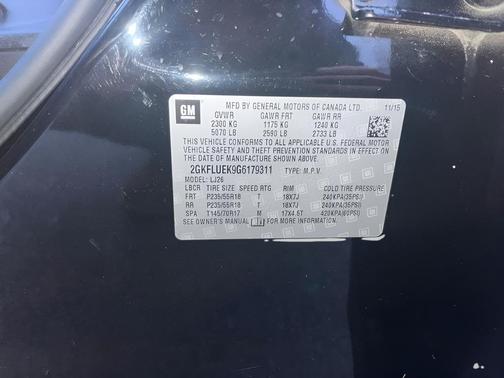 GM
MFD BY GENERAL MOTORS OF CANADA LTD. 11/15
GVWR GAWR FRT GAWR RR
2300 KG 1175 KG 1240 KG
5070 LB 2590 LB 2733 LB
THIS VEHICLE CONFORMS TO ALL APPLICABLE U.S. FEDERAL MOTOR
VEHICLE SAFETY AND THEFT PREVENTION STANDARDS IN EFFECT ON
THE DATE OF MANUFACTURE SHOWN ABOVE.
2GKFLUEK9G6179311 TYPE: M.P.V.
MODEL: LJ26
LBCR TIRE SIZE SPEED RTG RIM COLD TIRE PRESSURE
FRT P235/55R18 T 18X7J 240KPA(35PSI)
RR P235/55R18 T 18X7J 240KPA(35PSI)
SPA T145/70R17 M 17X4.5T 420KPA(60PSI)
SEE OWNER'S MANUAL FOR MORE INFORMATION.